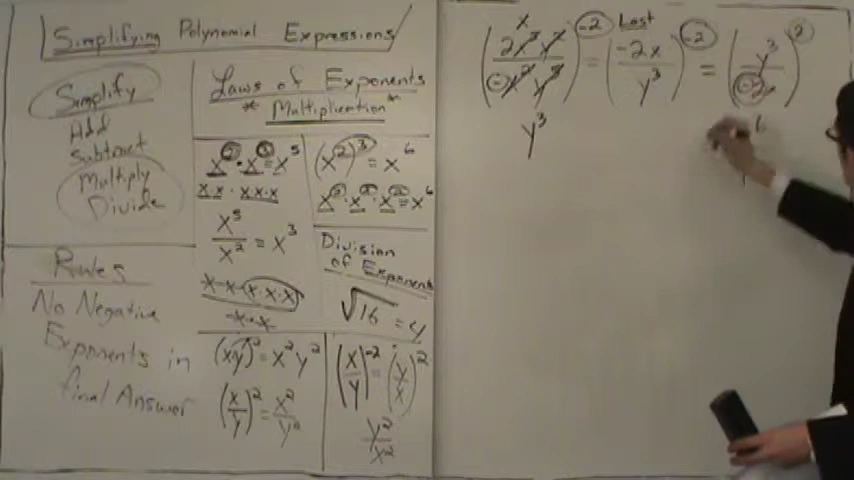 Simplifying Polynomial Expressions
Simplify
Add
Subtract
Multiply
Divide
Rules
No Negative
Exponents in
final Answer
Laws of Exponents
* Multiplication *
x² · x³ = x⁵
x·x · x·x·x
x⁵/x² = x³
x·x·x·x·x
x·x
(x²)³ = x⁶
x² · x² · x² = x⁶
Division
of Exponents
√16 = 4
(xy)² = x²y²
(x/y)² = x²/y²
(x/y)⁻² = (y/x)²
y²/x²
Last
= (-2x/y³)⁻² =
y³
6